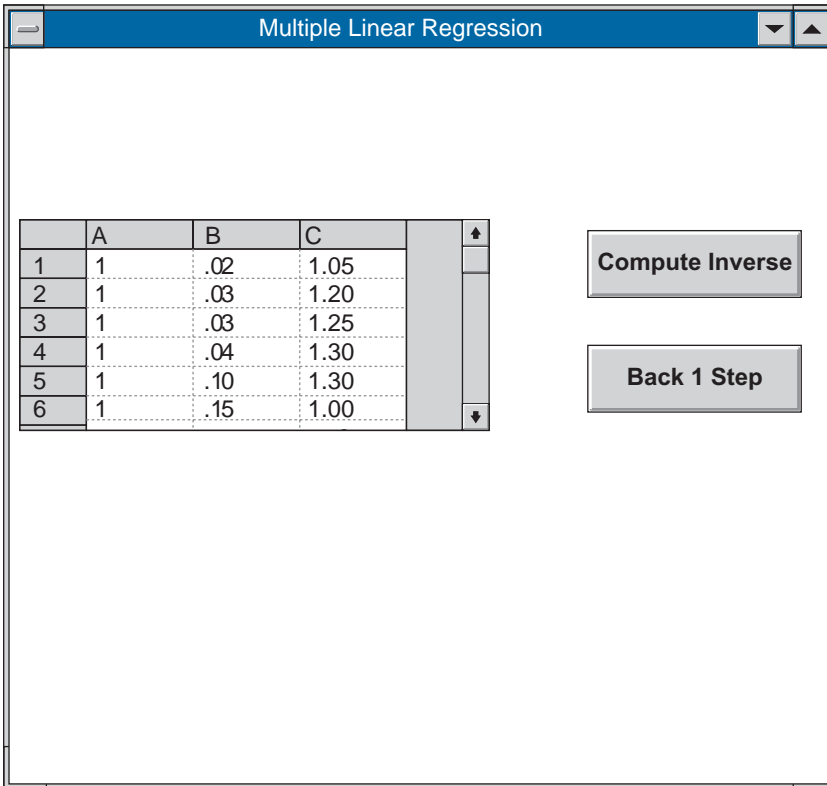 Multiple Linear Regression
A B C
1 1 .02 1.05
2 1 .03 1.20
3 1 .03 1.25
4 1 .04 1.30
5 1 .10 1.30
6 1 .15 1.00
Compute Inverse
Back 1 Step